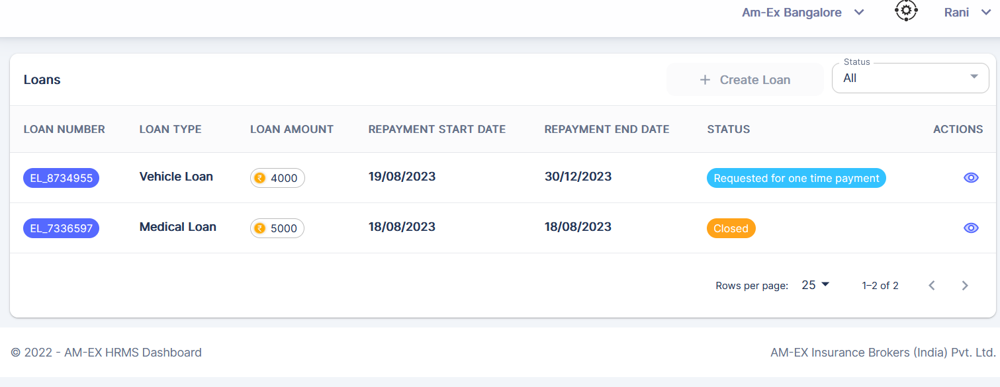 Am-Ex Bangalore Rani
Status
Loans + Create Loan All
LOAN NUMBER LOAN TYPE LOAN AMOUNT REPAYMENT START DATE REPAYMENT END DATE STATUS ACTIONS
EL_8734955 Vehicle Loan ₹ 4000 19/08/2023 30/12/2023 Requested for one time payment
EL_7336597 Medical Loan ₹ 5000 18/08/2023 18/08/2023 Closed
Rows per page: 25 1–2 of 2
© 2022 - AM-EX HRMS Dashboard AM-EX Insurance Brokers (India) Pvt. Ltd.